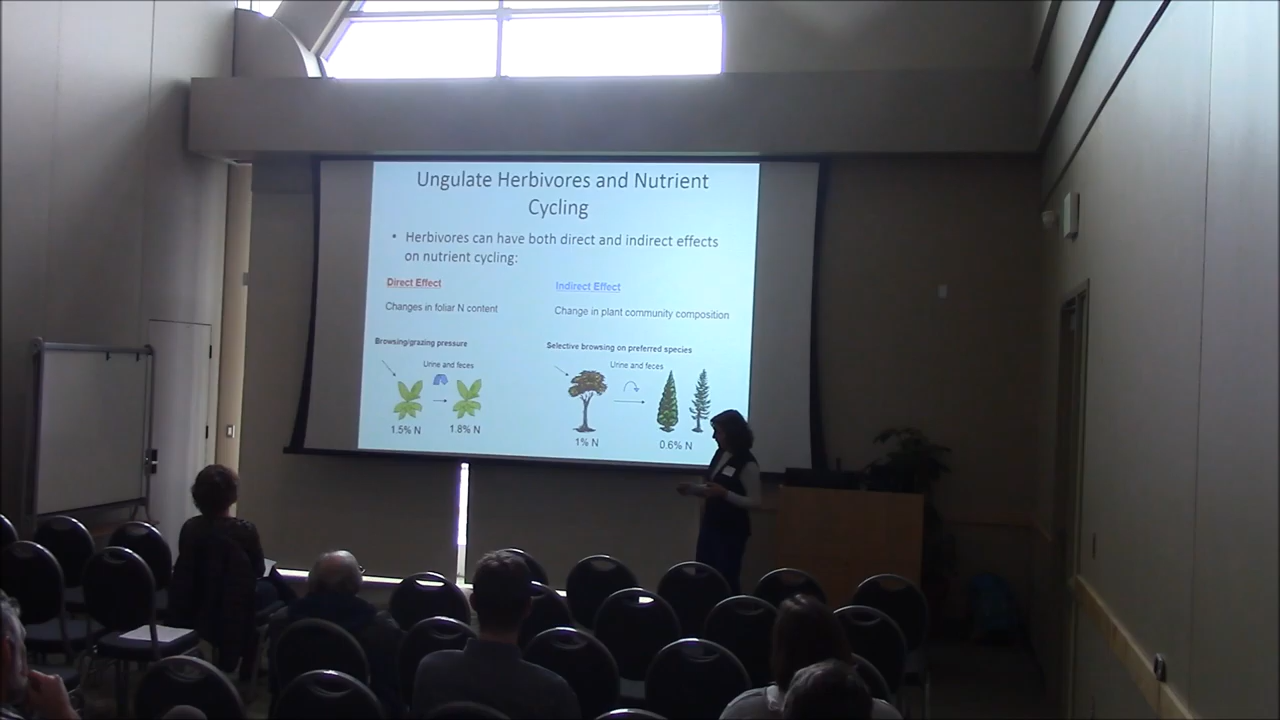 Ungulate Herbivores and Nutrient
Cycling
• Herbivores can have both direct and indirect effects
on nutrient cycling:
Direct Effect
Changes in foliar N content
Browsing/grazing pressure
Urine and feces
1.5% N
1.8% N
Indirect Effect
Change in plant community composition
Selective browsing on preferred species
Urine and feces
1% N
0.6% N